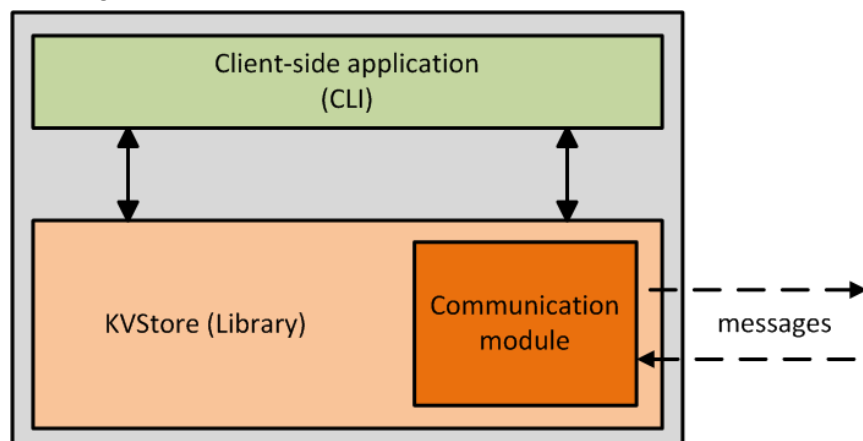 Client-side application
(CLI)
KVStore (Library)
Communication
module
messages